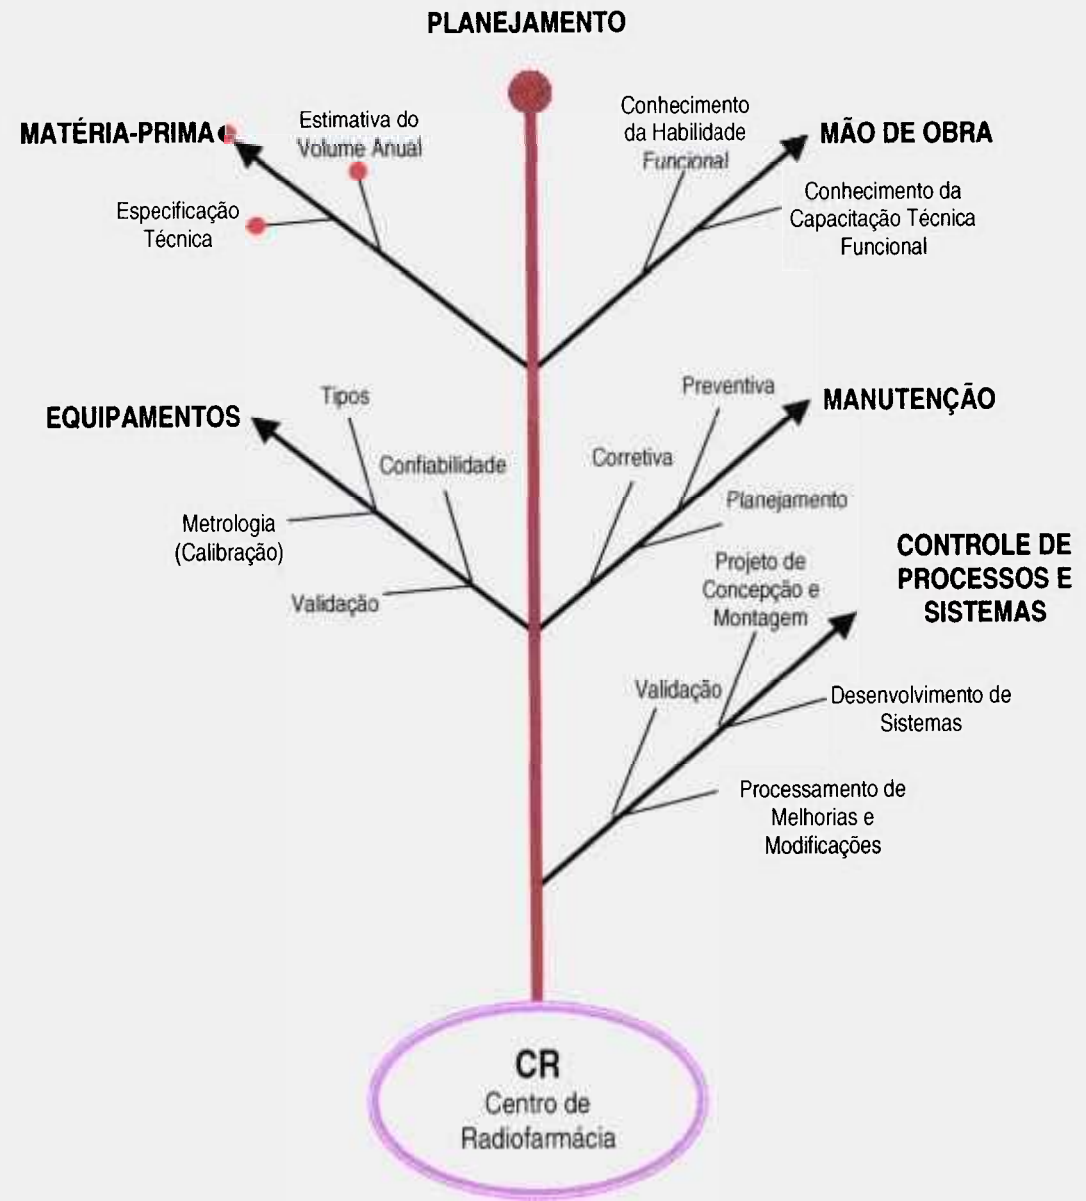 PLANEJAMENTO
MATÉRIA-PRIMA
Estimativa do
Volume Anual
Especificação
Técnica
Conhecimento
da Habilidade
Funcional
MÃO DE OBRA
Conhecimento da
Capacitação Técnica
Funcional
EQUIPAMENTOS
Tipos
Confiabilidade
Metrologia
(Calibração)
Validação
Preventiva
MANUTENÇÃO
Corretiva
Planejamento
Projeto de
Concepção e
Montagem
CONTROLE DE
PROCESSOS E
SISTEMAS
Validação
Desenvolvimento de
Sistemas
Processamento de
Melhorias e
Modificações
CR
Centro de
Radiofarmácia